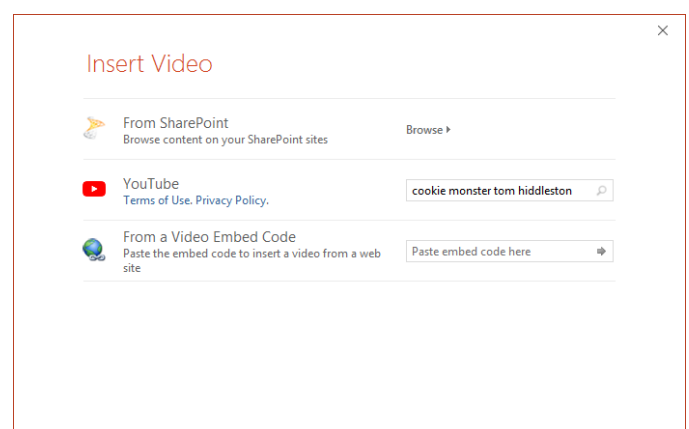 Insert Video
From SharePoint
Browse content on your SharePoint sites
Browse
YouTube
Terms of Use. Privacy Policy.
cookie monster tom hiddleston
From a Video Embed Code
Paste the embed code to insert a video from a web
site
Paste embed code here